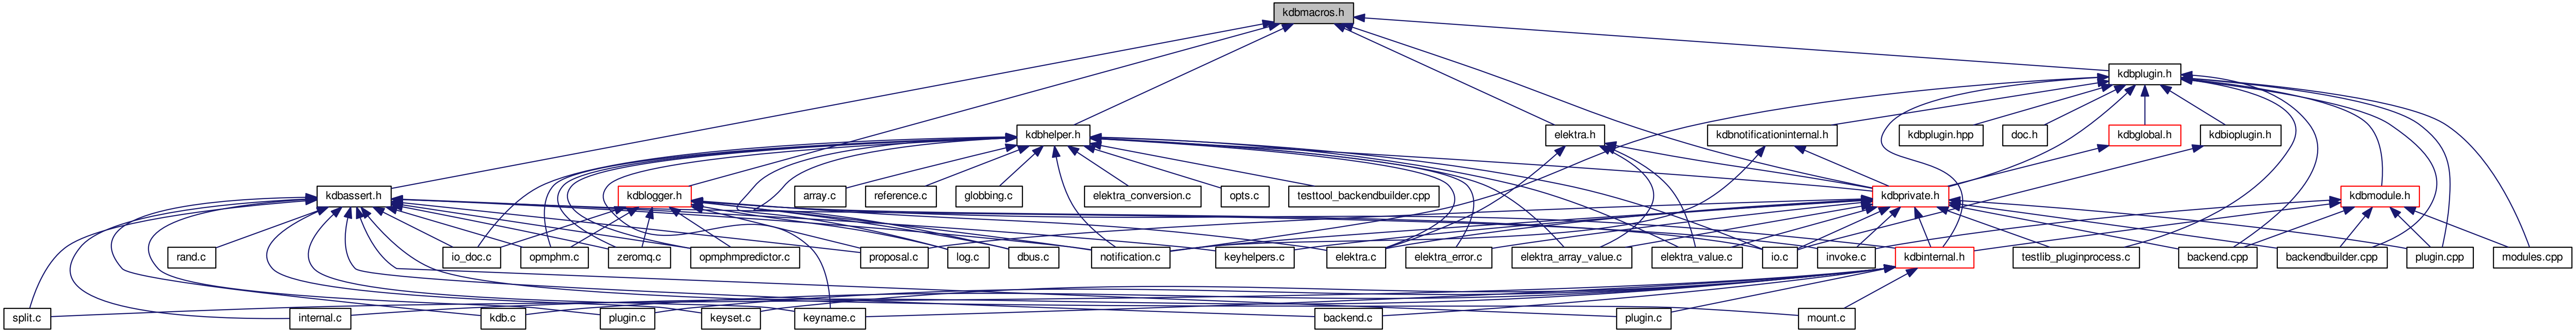 kdbmacros.h
kdbplugin.h
kdbhelper.h
elektra.h
kdbnotificationinternal.h
kdbplugin.hpp
doc.h
kdbglobal.h
kdbioplugin.h
kdbassert.h
kdblogger.h
array.c
reference.c
globbing.c
elektra_conversion.c
opts.c
testtool_backendbuilder.cpp
kdbprivate.h
kdbmodule.h
rand.c
io_doc.c
opmphm.c
zeromq.c
opmphmpredictor.c
proposal.c
log.c
dbus.c
notification.c
keyhelpers.c
elektra.c
elektra_error.c
elektra_array_value.c
elektra_value.c
io.c
invoke.c
kdbinternal.h
testlib_pluginprocess.c
backend.cpp
backendbuilder.cpp
plugin.cpp
modules.cpp
split.c
internal.c
kdb.c
plugin.c
keyset.c
keyname.c
backend.c
plugin.c
mount.c